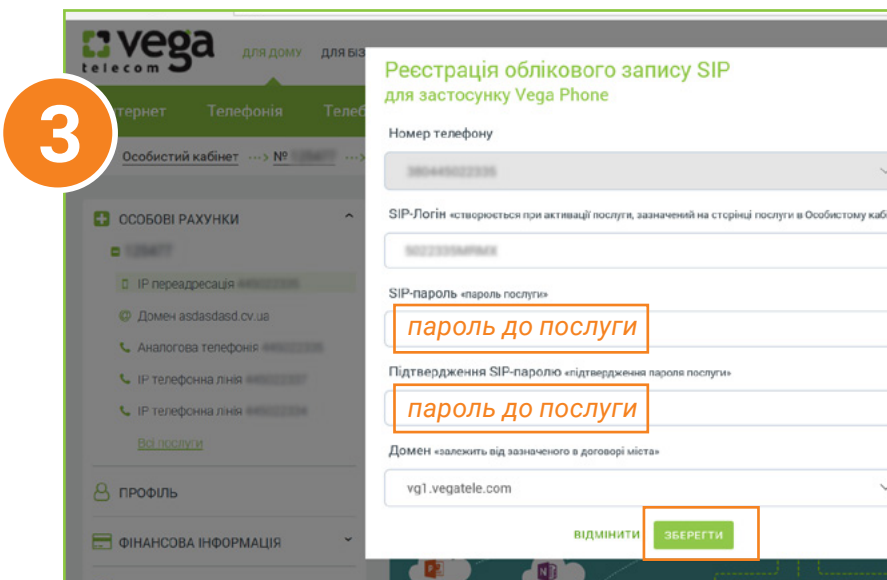 vega
telecom
ДЛЯ ДОМУ ДЛЯ БІЗ
тернет Телефонія Телеб
3
Особистий кабінет ---> №
ОСОБОВІ РАХУНКИ
IP переадресація
Домен asdasdasd.cv.ua
Аналогова телефонія
IP телефонна лінія
IP телефонна лінія
Всі послуги
ПРОФІЛЬ
ФІНАНСОВА ІНФОРМАЦІЯ
Реєстрація облікового запису SIP
для застосунку Vega Phone
Номер телефону
SIP-Логін «створюється при активації послуги, зазначений на сторінці послуги в Особистому кабі
SIP-пароль «пароль послуги»
пароль до послуги
Підтвердження SIP-паролю «підтвердження пароля послуги»
пароль до послуги
Домен «залежить від зазначеного в договорі міста»
vg1.vegatele.com
ВІДМІНИТИ ЗБЕРЕГТИ